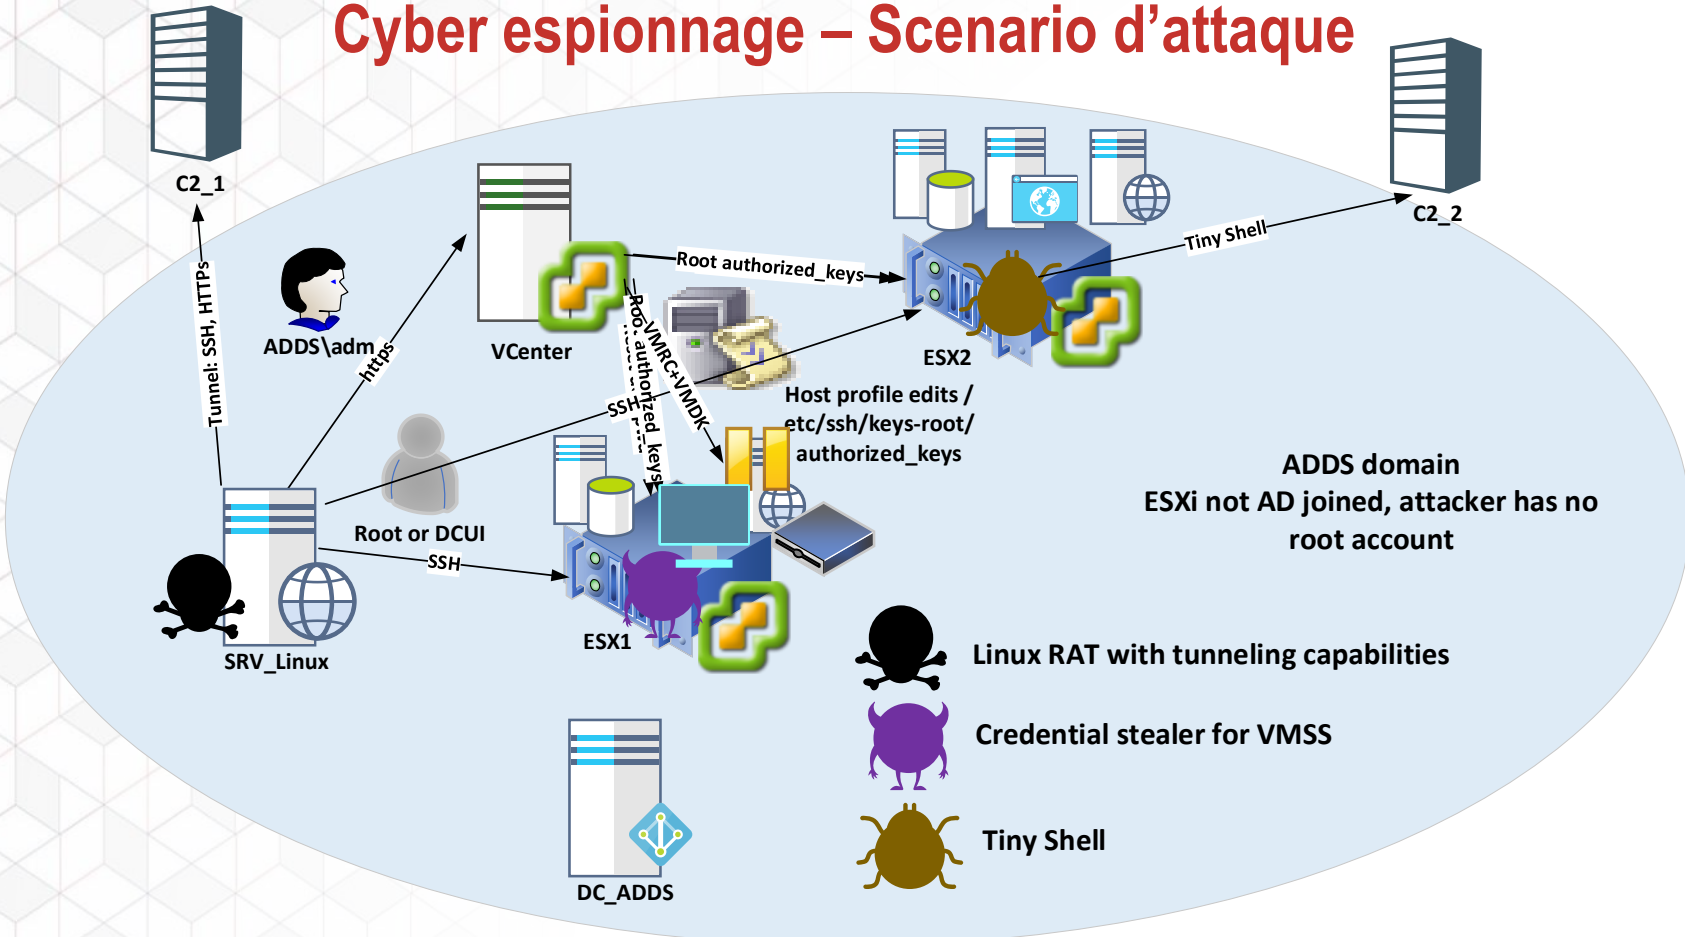 Cyber espionnage – Scenario d’attaque
C2_1
C2_2
Tunnel: SSH, HTTPs
ADDS\adm
https
VCenter
Root authorized_keys
Tiny Shell
ESX2
Root authorized_keys
VMRC+VMDK
SSH
Host profile edits /
etc/ssh/keys-root/
authorized_keys
Root or DCUI
SSH
ESX1
SRV_Linux
ADDS domain
ESXi not AD joined, attacker has no
root account
Linux RAT with tunneling capabilities
Credential stealer for VMSS
Tiny Shell
DC_ADDS